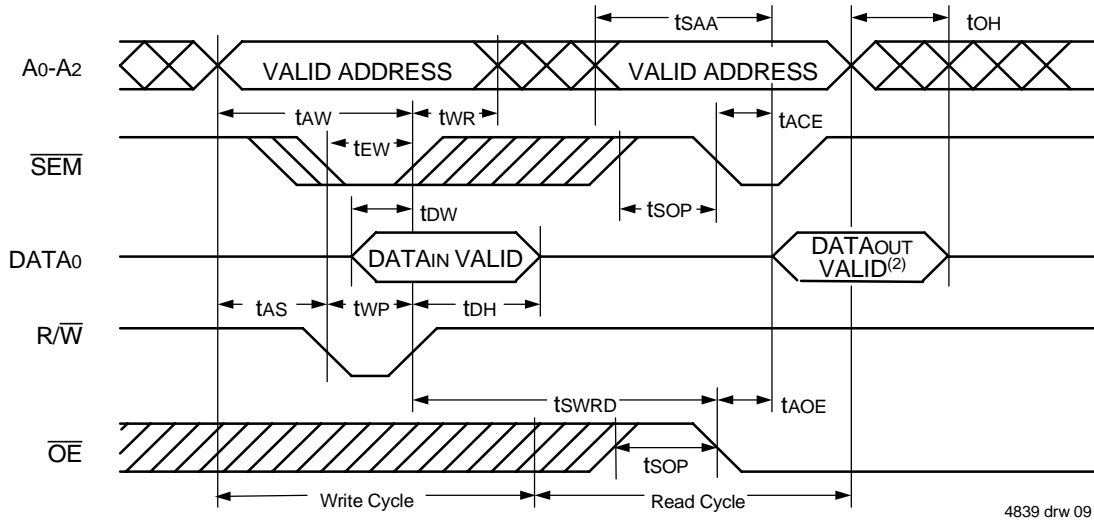 tSAA
tOH
A0-A2
VALID ADDRESS
VALID ADDRESS
tAW
tWR
tACE
SEM
tEW
tSOP
tDW
DATA0
DATAIN VALID
DATAOUT
VALID(2)
tAS
tWP
tDH
R/W
tSWRD
tAOE
OE
tSOP
Write Cycle
Read Cycle
4839 drw 09